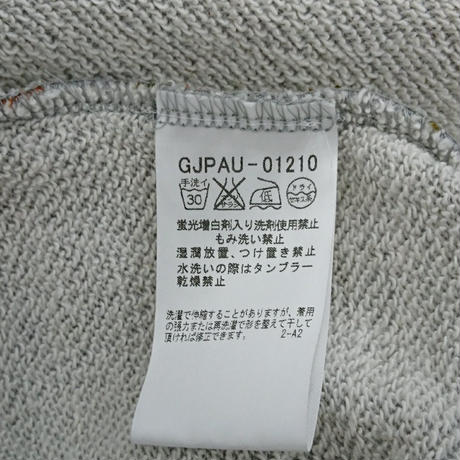 GJPAU-01210
手洗イ
30
低
ドライ
セキユ系
蛍光増白剤入り洗剤使用禁止
もみ洗い禁止
湿潤放置、つけ置き禁止
水洗いの際はタンブラー
乾燥禁止
洗濯で伸縮することがありますが、着用
の張力または再洗濯で形を整えて干して
頂ければ修正できます。 2-A2